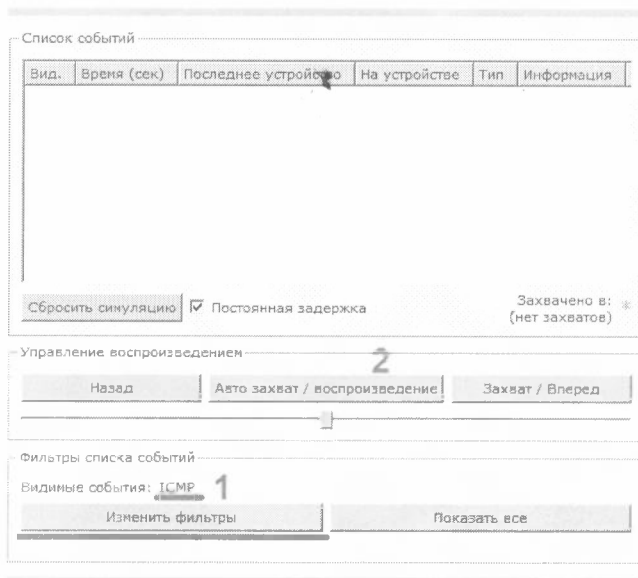 Список событий
Вид. Время (сек) Последнее устройство На устройстве Тип Информация
Сбросить симуляцию Постоянная задержка Захвачено в: *
(нет захватов)
Управление воспроизведением
2
Назад Авто захват / воспроизведение Захват / Вперед
Фильтры списка событий
Видимые события: ICMP 1
Изменить фильтры Показать все